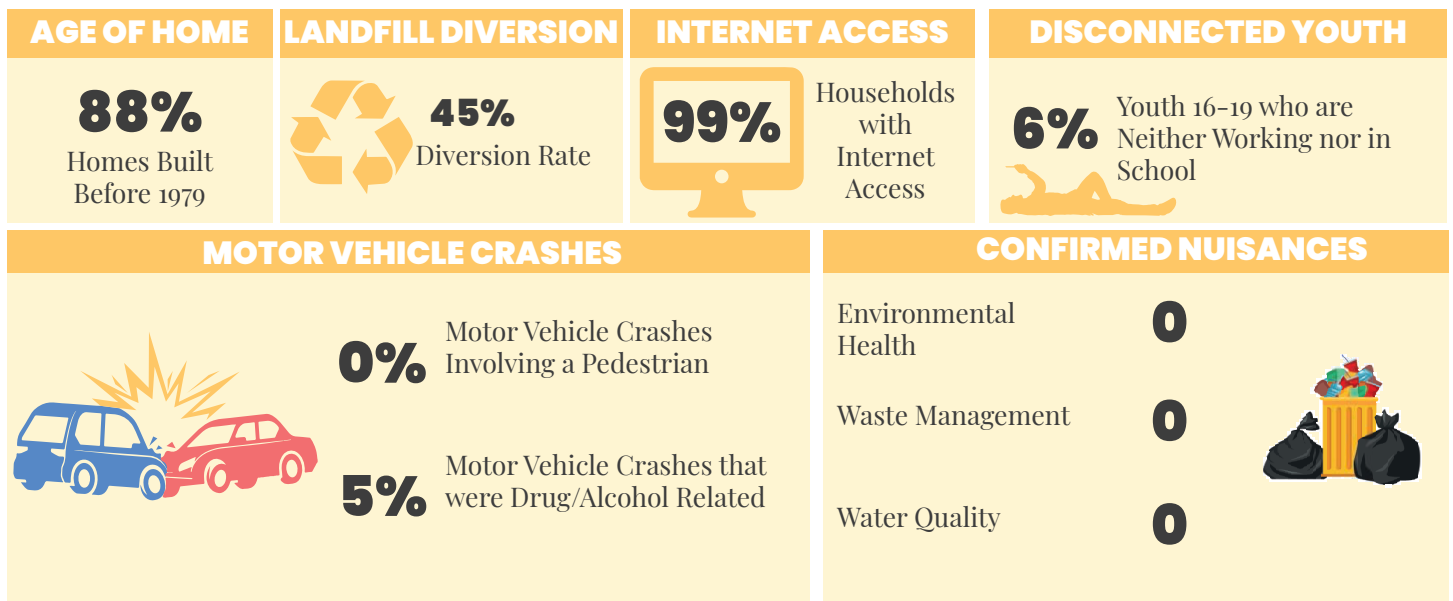 AGE OF HOME
88%
Homes Built
Before 1979
LANDFILL DIVERSION
45%
Diversion Rate
INTERNET ACCESS
99%
Households
with
Internet
Access
DISCONNECTED YOUTH
6%
Youth 16-19 who are
Neither Working nor in
School
MOTOR VEHICLE CRASHES
0%
Motor Vehicle Crashes
Involving a Pedestrian
5%
Motor Vehicle Crashes that
were Drug/Alcohol Related
CONFIRMED NUISANCES
Environmental
Health
0
Waste Management
0
Water Quality
0